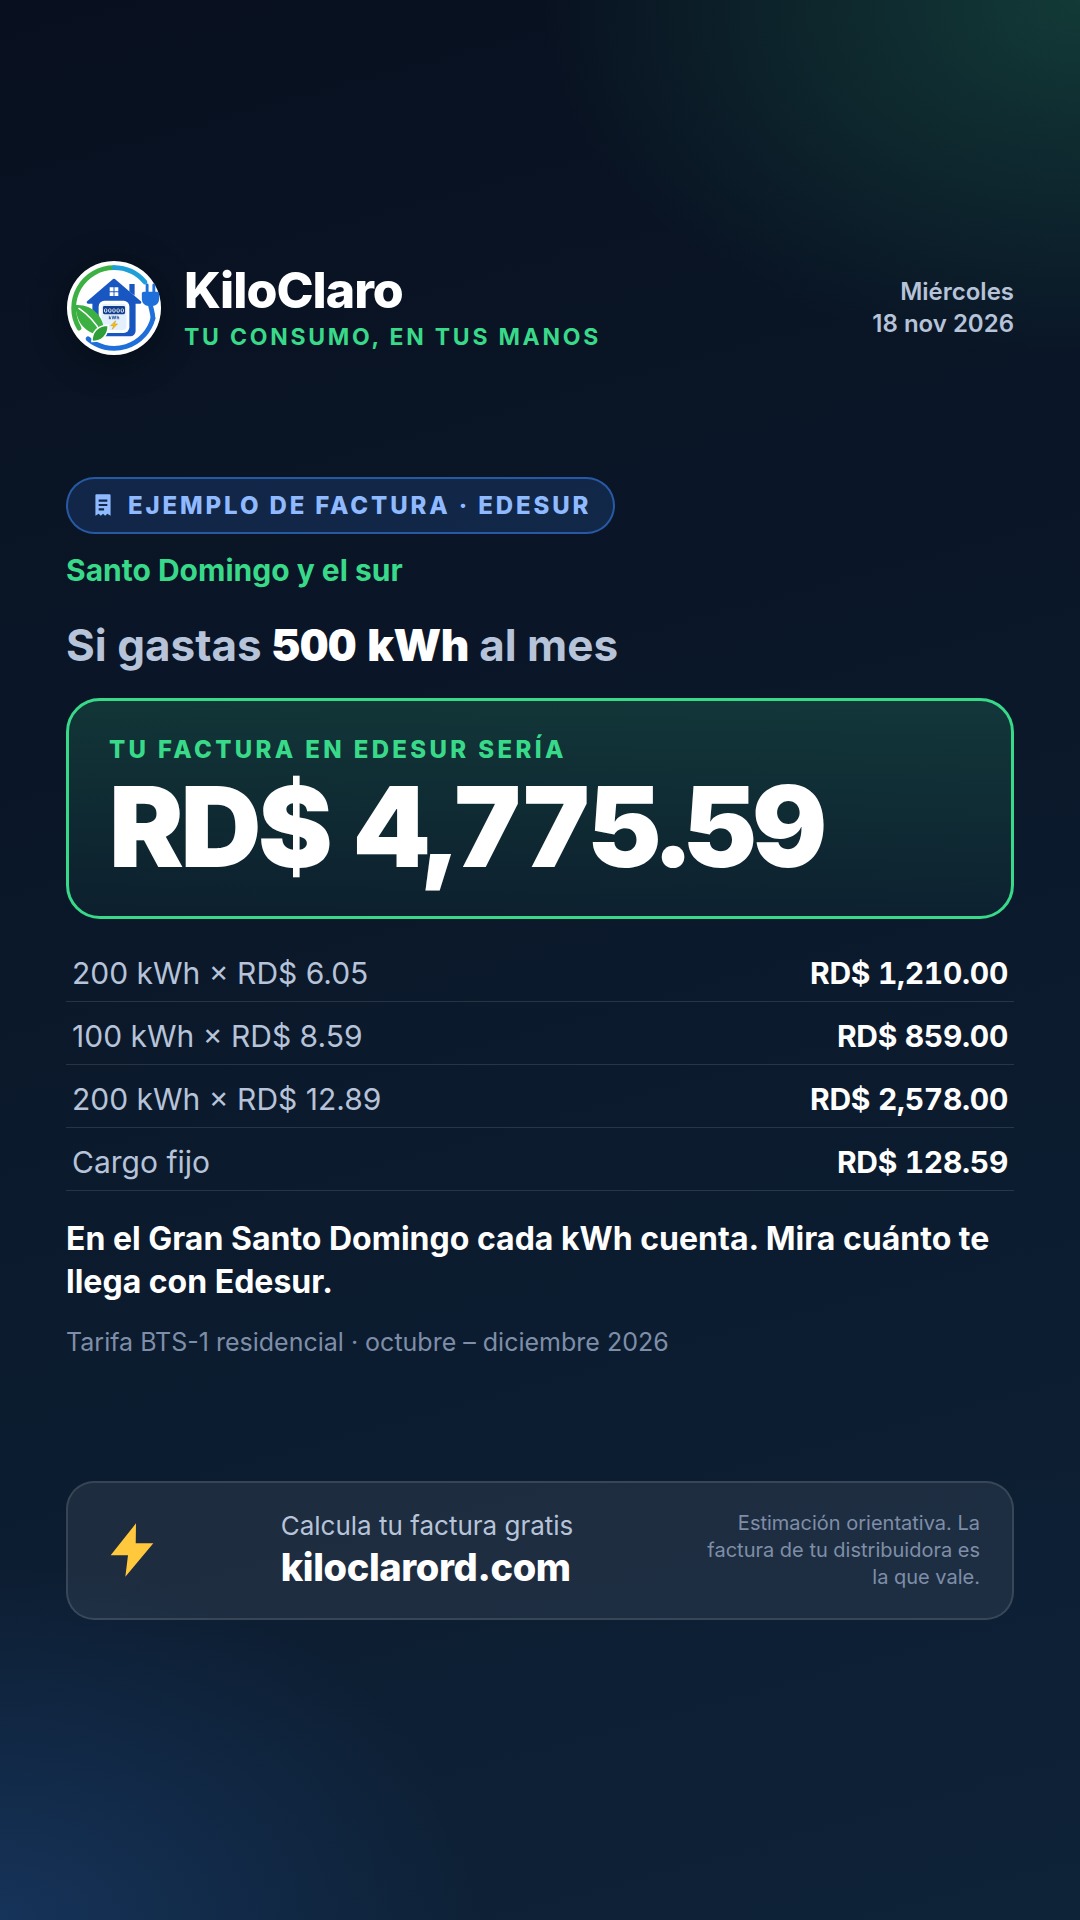 KiloClaro
TU CONSUMO, EN TUS MANOS
Miércoles
18 nov 2026
EJEMPLO DE FACTURA · EDESUR
Santo Domingo y el sur
Si gastas 500 kWh al mes
TU FACTURA EN EDESUR SERÍA
RD$ 4,775.59
200 kWh × RD$ 6.05 RD$ 1,210.00
100 kWh × RD$ 8.59 RD$ 859.00
200 kWh × RD$ 12.89 RD$ 2,578.00
Cargo fijo RD$ 128.59
En el Gran Santo Domingo cada kWh cuenta. Mira cuánto te
llega con Edesur.
Tarifa BTS-1 residencial · octubre – diciembre 2026
Calcula tu factura gratis
kiloclarord.com
Estimación orientativa. La
factura de tu distribuidora es
la que vale.